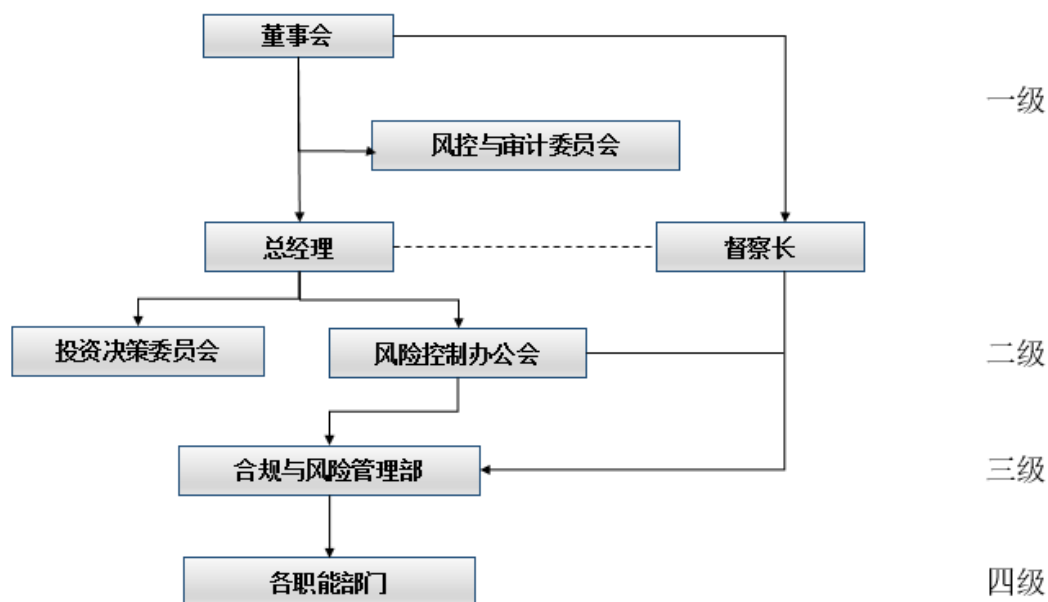 董事会
一级
风控与审计委员会
总经理
督察长
投资决策委员会
风险控制办公会
二级
合规与风险管理部
三级
各职能部门
四级